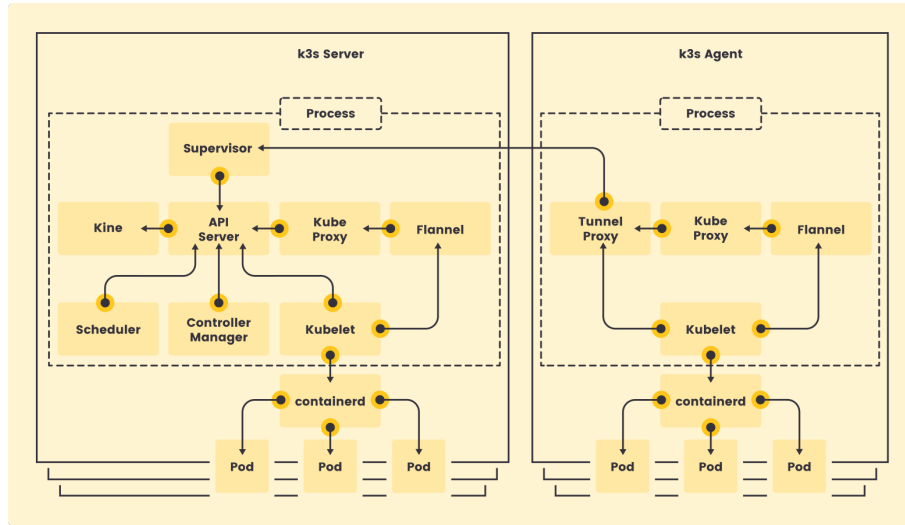 k3s Server
k3s Agent
Process
Process
Supervisor
Kine
API
Server
Kube
Proxy
Flannel
Tunnel
Proxy
Kube
Proxy
Flannel
Scheduler
Controller
Manager
Kubelet
Kubelet
containerd
containerd
Pod
Pod
Pod
Pod
Pod
Pod